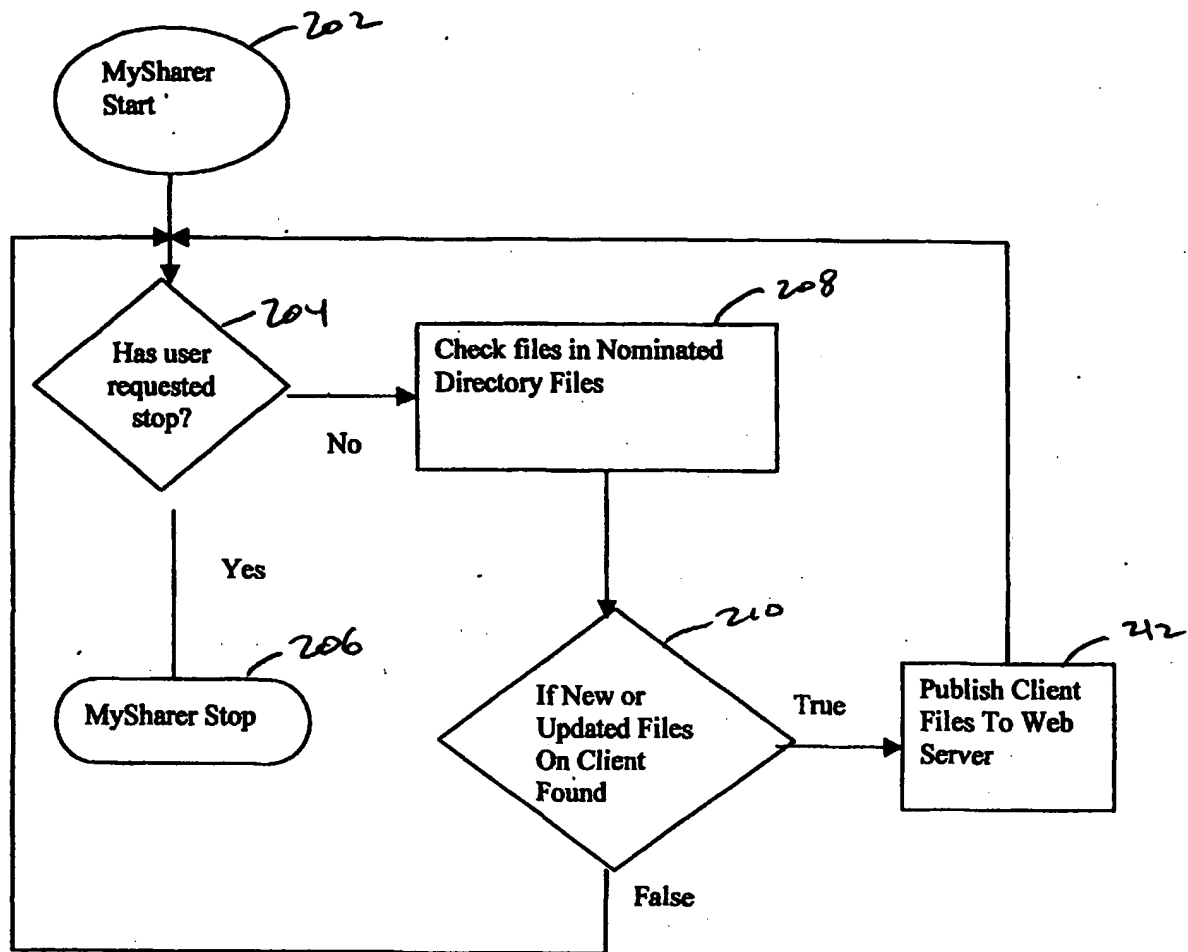 202
MySharer
Start
204
Has user
requested
stop?
No
208
Check files in Nominated
Directory Files
Yes
206
MySharer Stop
210
If New or
Updated Files
On Client
Found
True
212
Publish Client
Files To Web
Server
False